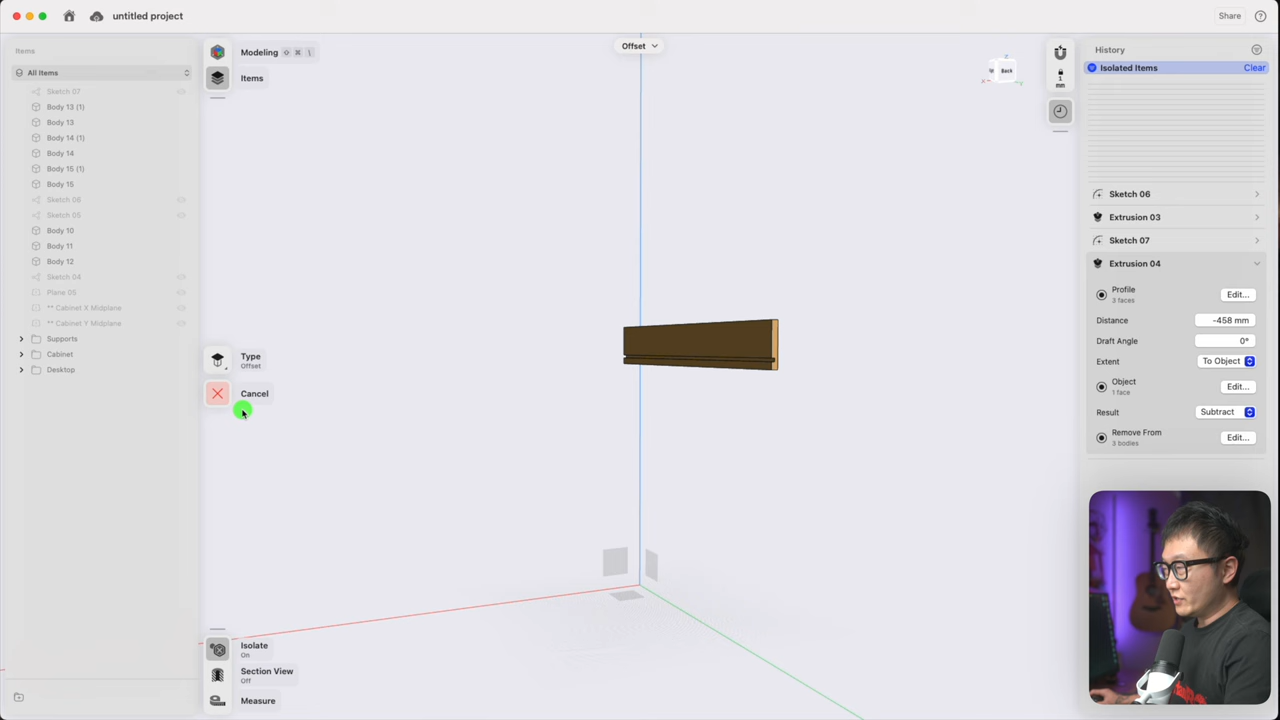 untitled project
Share
Items
All Items
Sketch 07
Body 13 (1)
Body 13
Body 14 (1)
Body 14
Body 15 (1)
Body 15
Sketch 06
Sketch 05
Body 10
Body 11
Body 12
Sketch 04
Plane 05
** Cabinet X Midplane
** Cabinet Y Midplane
Supports
Cabinet
Desktop
Modeling
Items
Type
Offset
Cancel
Isolate
On
Section View
Off
Measure
Offset
Back
1
mm
History
Isolated Items Clear
Sketch 06
Extrusion 03
Sketch 07
Extrusion 04
Profile
3 faces
Edit...
Distance -458 mm
Draft Angle 0°
Extent To Object
Object
1 face
Edit...
Result Subtract
Remove From
3 bodies
Edit...